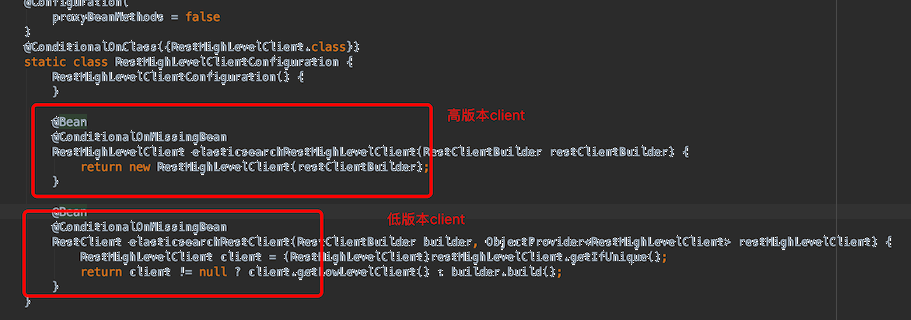 @Configuration(
proxyBeanMethods = false
)
@ConditionalOnClass({RestHighLevelClient.class})
static class RestHighLevelClientConfiguration {
RestHighLevelClientConfiguration() {
}
@Bean
高版本client
@ConditionalOnMissingBean
RestHighLevelClient elasticsearchRestHighLevelClient(RestClientBuilder restClientBuilder) {
return new RestHighLevelClient(restClientBuilder);
}
@Bean
低版本client
@ConditionalOnMissingBean
RestClient elasticsearchRestClient(RestClientBuilder builder, ObjectProvider<RestHighLevelClient> restHighLevelClient) {
RestHighLevelClient client = (RestHighLevelClient)restHighLevelClient.getIfUnique();
return client != null ? client.getLowLevelClient() : builder.build();
}
}